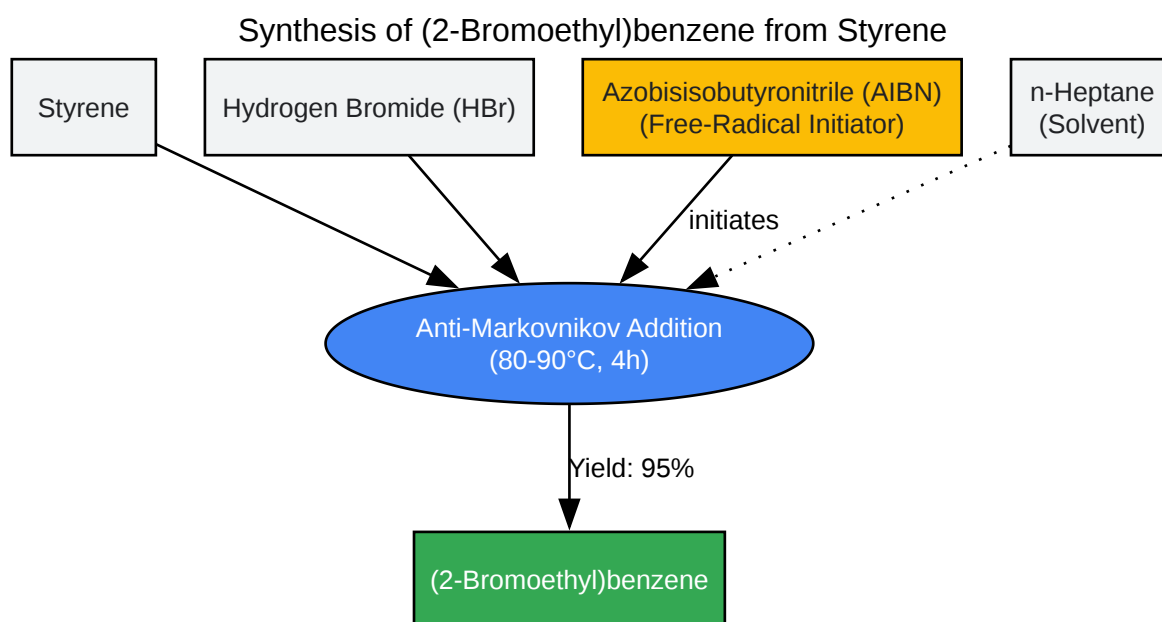 Synthesis of (2-Bromoethyl)benzene from Styrene
Styrene
Hydrogen Bromide (HBr)
Azobisisobutyronitrile (AIBN)
(Free-Radical Initiator)
n-Heptane
(Solvent)
initiates
Anti-Markovnikov Addition
(80-90°C, 4h)
Yield: 95%
(2-Bromoethyl)benzene